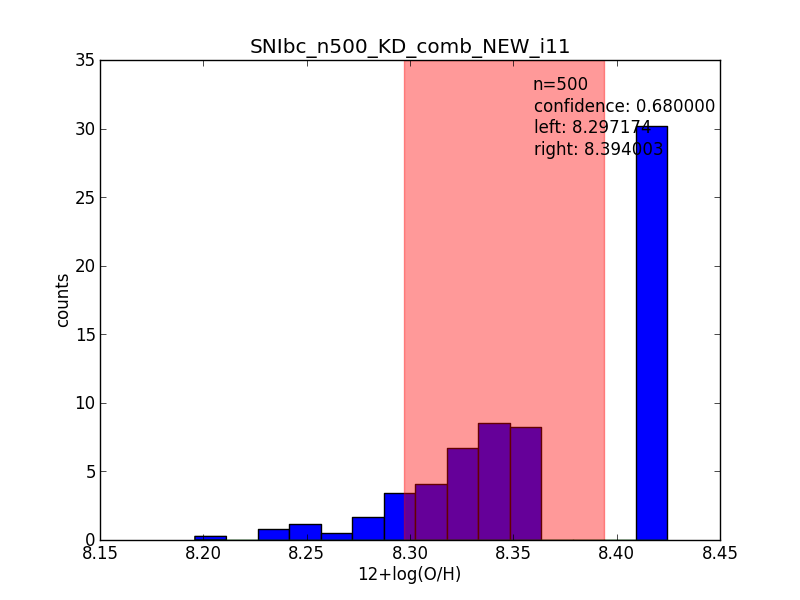 SNIbc_n500_KD_comb_NEW_i11
n=500
confidence: 0.680000
left: 8.297174
right: 8.394003
35
30
25
20
15
10
5
0
counts
8.15 8.20 8.25 8.30 8.35 8.40 8.45
12+log(O/H)